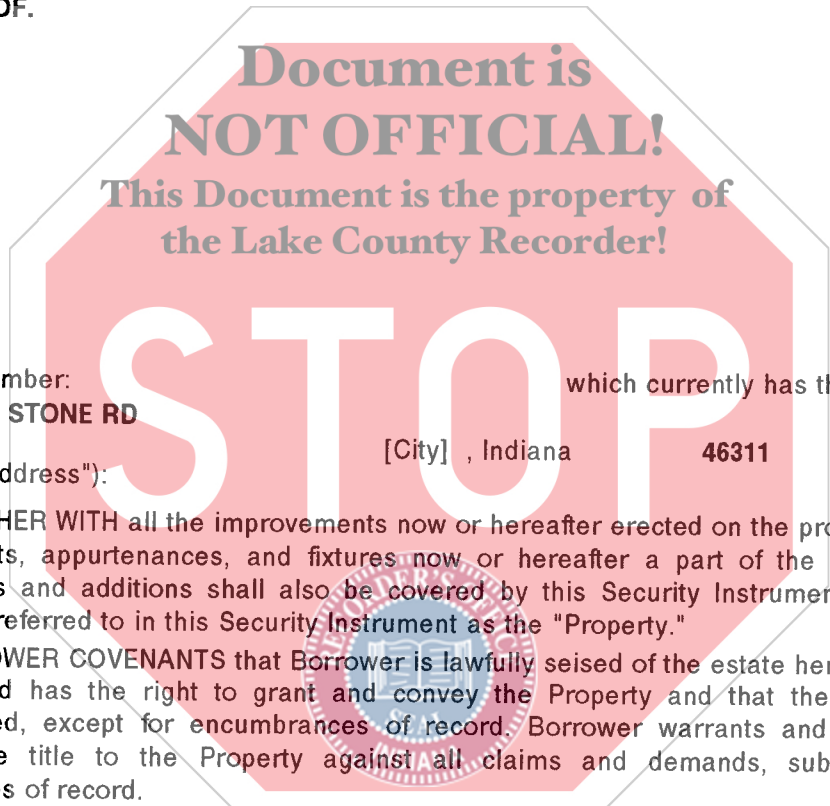 OF.
Document is
NOT OFFICIAL!
This Document is the property of
the Lake County Recorder!
STOP
mber: which currently has th
STONE RD
[City] , Indiana 46311
ddress"):
HER WITH all the improvements now or hereafter erected on the pro
ts, appurtenances, and fixtures now or hereafter a part of the
s and additions shall also be covered by this Security Instrumen
referred to in this Security Instrument as the "Property."
OWER COVENANTS that Borrower is lawfully seised of the estate her
d has the right to grant and convey the Property and that the
ed, except for encumbrances of record. Borrower warrants and
e title to the Property against all claims and demands, sub
s of record.
RECORDER'S OFFIC
SEAL
INDIANA